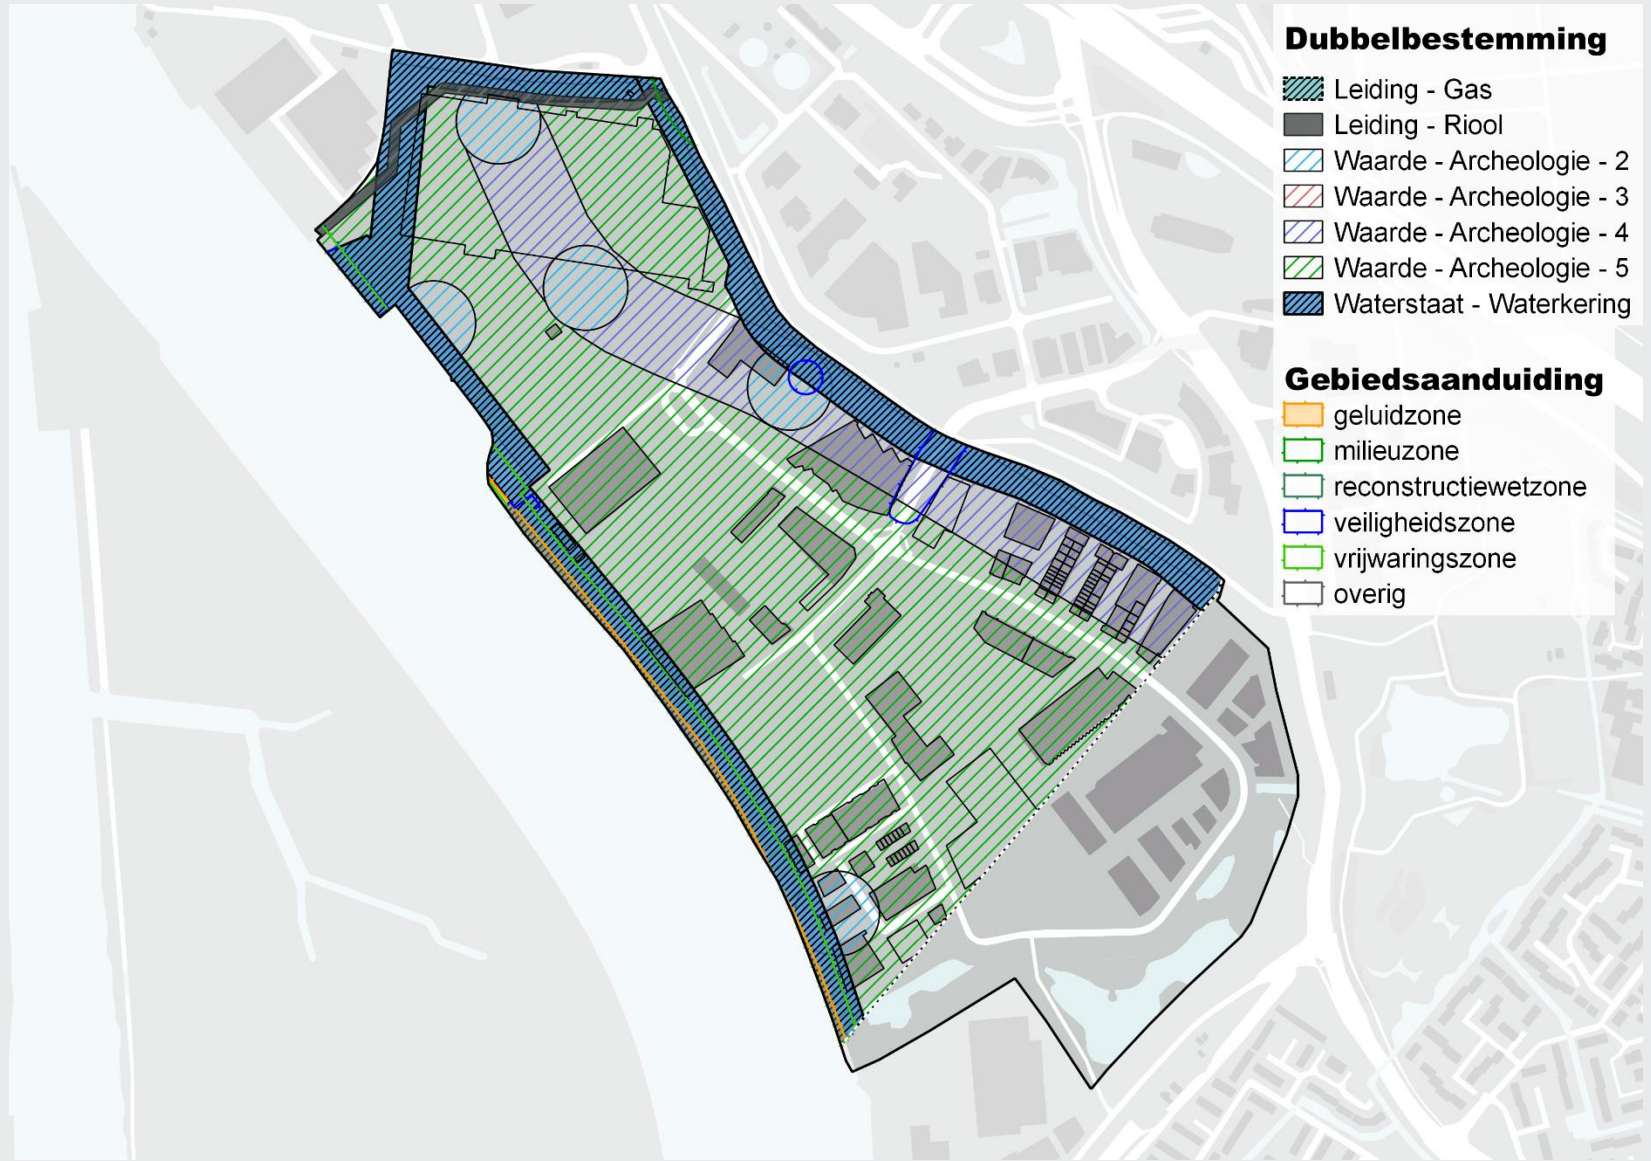 Dubbelbestemming
Leiding - Gas
Leiding - Riool
Waarde - Archeologie - 2
Waarde - Archeologie - 3
Waarde - Archeologie - 4
Waarde - Archeologie - 5
Waterstaat - Waterkering
Gebiedsaanduiding
geluidzone
milieuzone
reconstructiewetzone
veiligheidszone
vrijwaringszone
overig